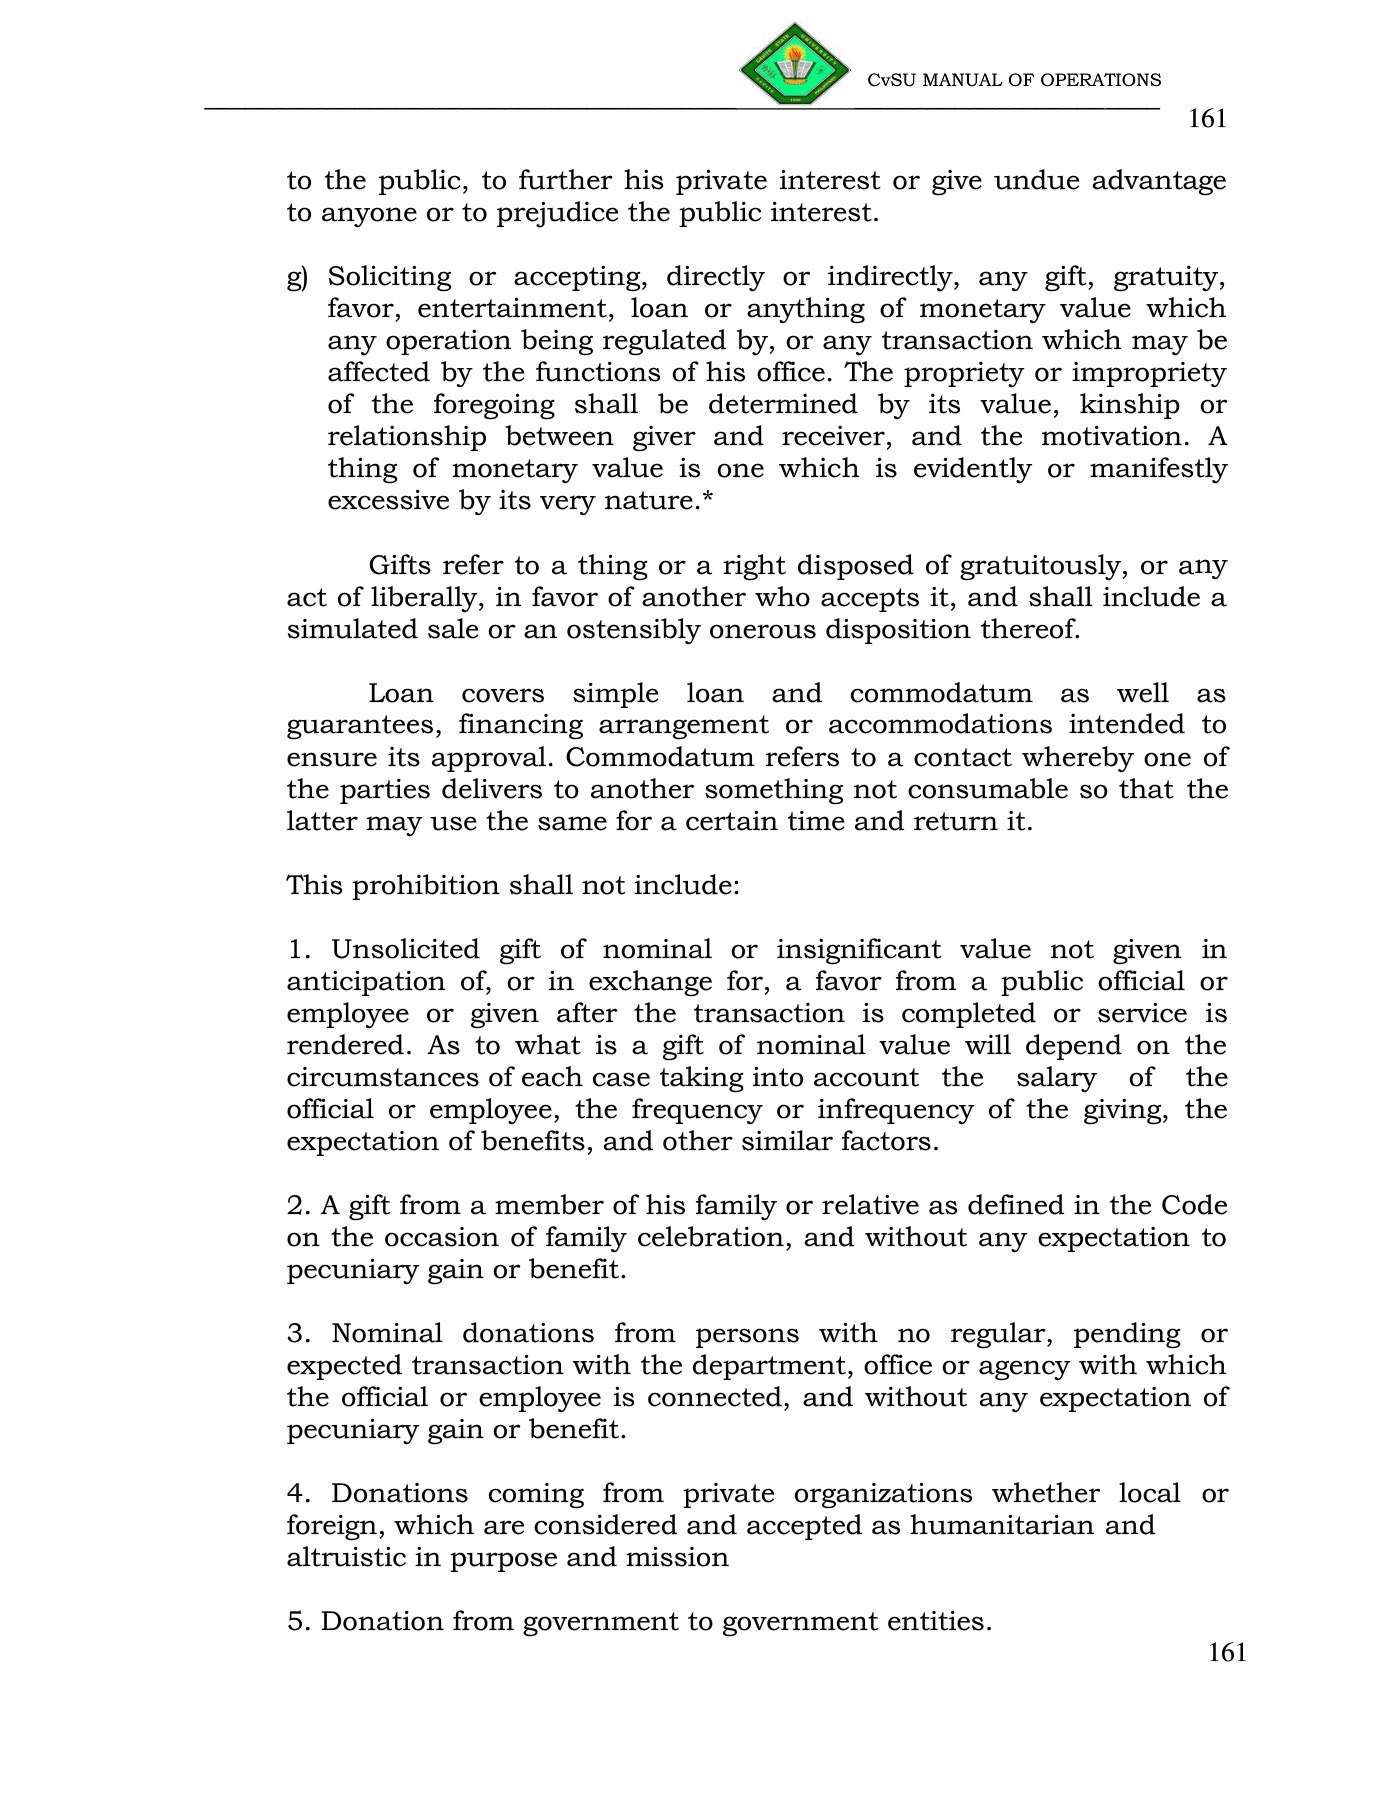 CvSU MANUAL OF OPERATIONS
161
to the public, to further his private interest or give undue advantage
to anyone or to prejudice the public interest.
g) Soliciting or accepting, directly or indirectly, any gift, gratuity,
favor, entertainment, loan or anything of monetary value which
any operation being regulated by, or any transaction which may be
affected by the functions of his office. The propriety or impropriety
of the foregoing shall be determined by its value, kinship or
relationship between giver and receiver, and the motivation. A
thing of monetary value is one which is evidently or manifestly
excessive by its very nature.*
Gifts refer to a thing or a right disposed of gratuitously, or any
act of liberally, in favor of another who accepts it, and shall include a
simulated sale or an ostensibly onerous disposition thereof.
Loan covers simple loan and commodatum as well as
guarantees, financing arrangement or accommodations intended to
ensure its approval. Commodatum refers to a contact whereby one of
the parties delivers to another something not consumable so that the
latter may use the same for a certain time and return it.
This prohibition shall not include:
1. Unsolicited gift of nominal or insignificant value not given in
anticipation of, or in exchange for, a favor from a public official or
employee or given after the transaction is completed or service is
rendered. As to what is a gift of nominal value will depend on the
circumstances of each case taking into account the salary of the
official or employee, the frequency or infrequency of the giving, the
expectation of benefits, and other similar factors.
2. A gift from a member of his family or relative as defined in the Code
on the occasion of family celebration, and without any expectation to
pecuniary gain or benefit.
3. Nominal donations from persons with no regular, pending or
expected transaction with the department, office or agency with which
the official or employee is connected, and without any expectation of
pecuniary gain or benefit.
4. Donations coming from private organizations whether local or
foreign, which are considered and accepted as humanitarian and
altruistic in purpose and mission
5. Donation from government to government entities.
161